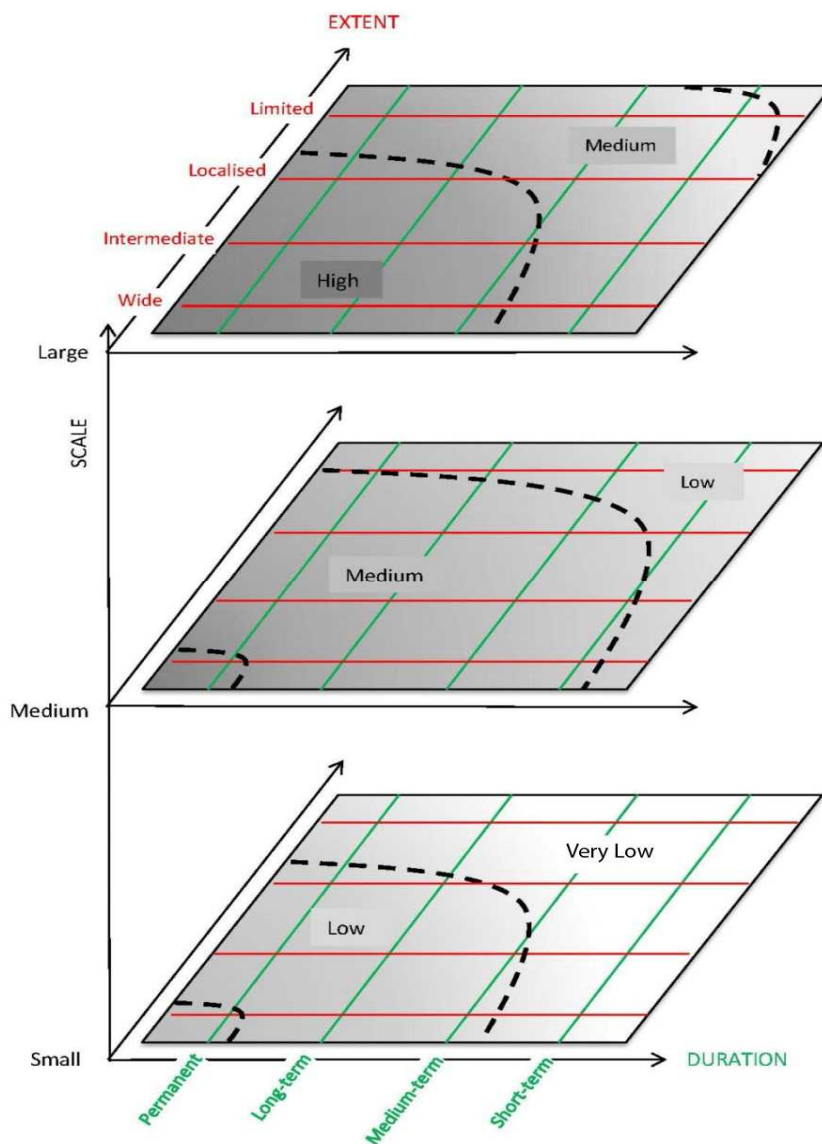 EXTENT
Limited
Medium
Localised
Intermediate
High
Wide
Large
SCALE
Low
Medium
Medium
Very Low
Low
Small
DURATION
Permanent
Long-term
Medium-term
Short-term